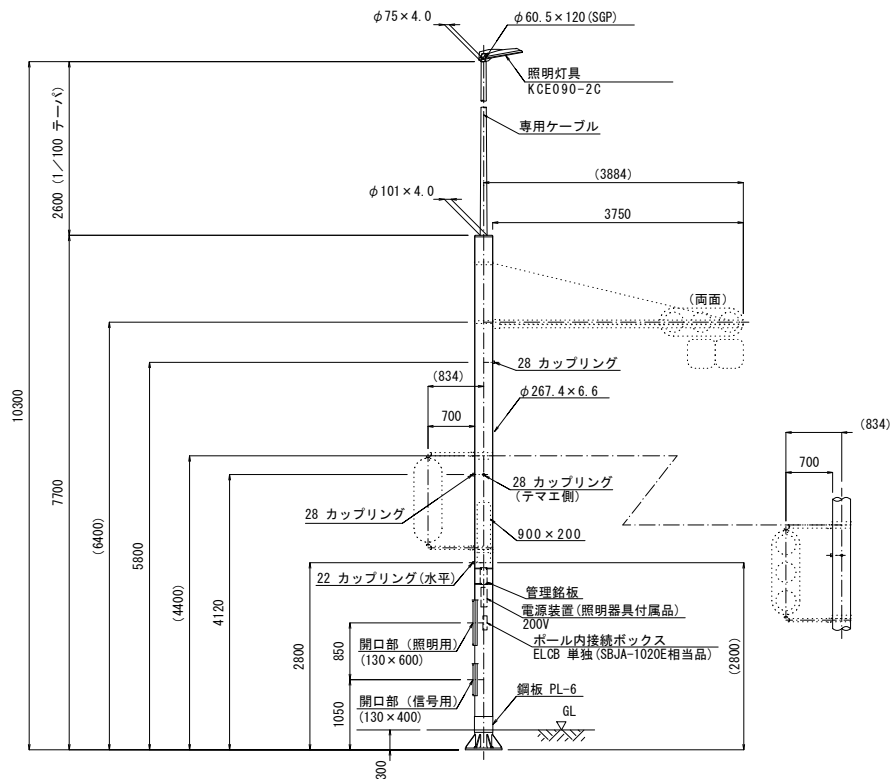 φ75×4.0
φ60.5×120(SGP)
照明灯具
KCE090-2C
専用ケーブル
2600 (1／100 テーパ)
(3884)
3750
φ101×4.0
(両面)
28 カップリング
(834)
φ267.4×6.6
700
10300
7700
(6400)
5800
(4400)
4120
(834)
700
28 カップリング
(テマエ側)
28 カップリング
900×200
22 カップリング(水平)
管理銘板
電源装置(照明器具付属品)
200V
ポール内接続ボックス
ELCB 単独(SBJA-1020E相当品)
開口部 (照明用)
(130×600)
2800
850
(2800)
鋼板 PL-6
開口部 (信号用)
(130×400)
1050
GL
300